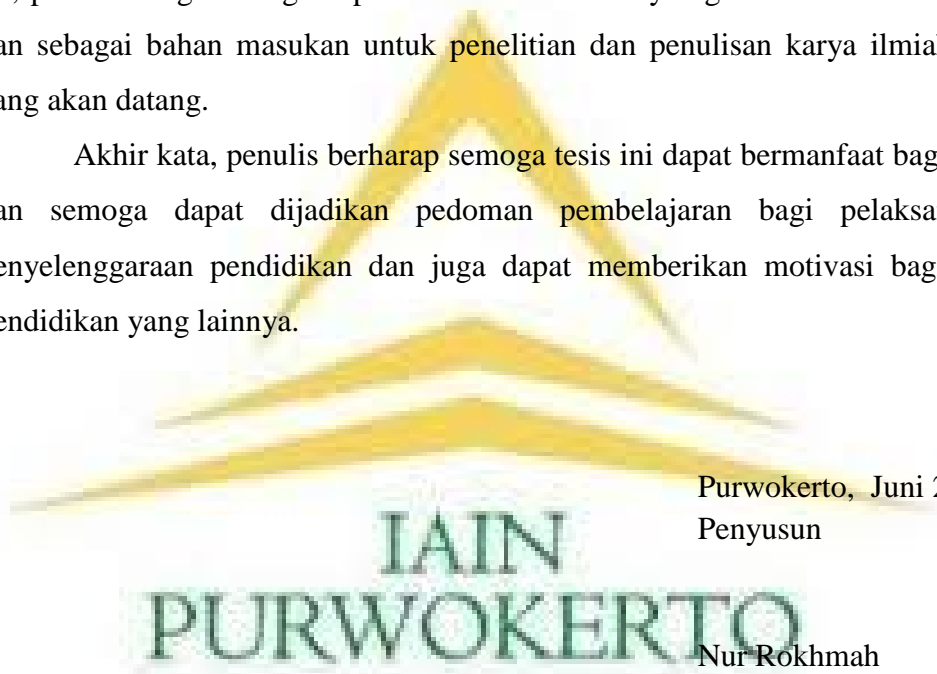 an sebagai bahan masukan untuk penelitian dan penulisan karya ilmia
ang akan datang.
Akhir kata, penulis berharap semoga tesis ini dapat bermanfaat bag
an semoga dapat dijadikan pedoman pembelajaran bagi pelaksa
enyelenggaraan pendidikan dan juga dapat memberikan motivasi bag
endidikan yang lainnya.
Purwokerto, Juni 2
Penyusun
IAIN
PURWOKERTO
Nur Rokhmah